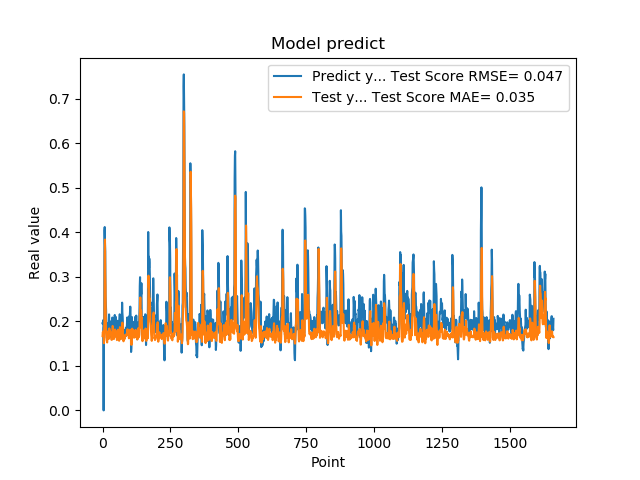 Model predict
Predict y... Test Score RMSE= 0.047
Test y... Test Score MAE= 0.035
0.7
0.6
0.5
0.4
0.3
0.2
0.1
0.0
Real value
0 250 500 750 1000 1250 1500
Point